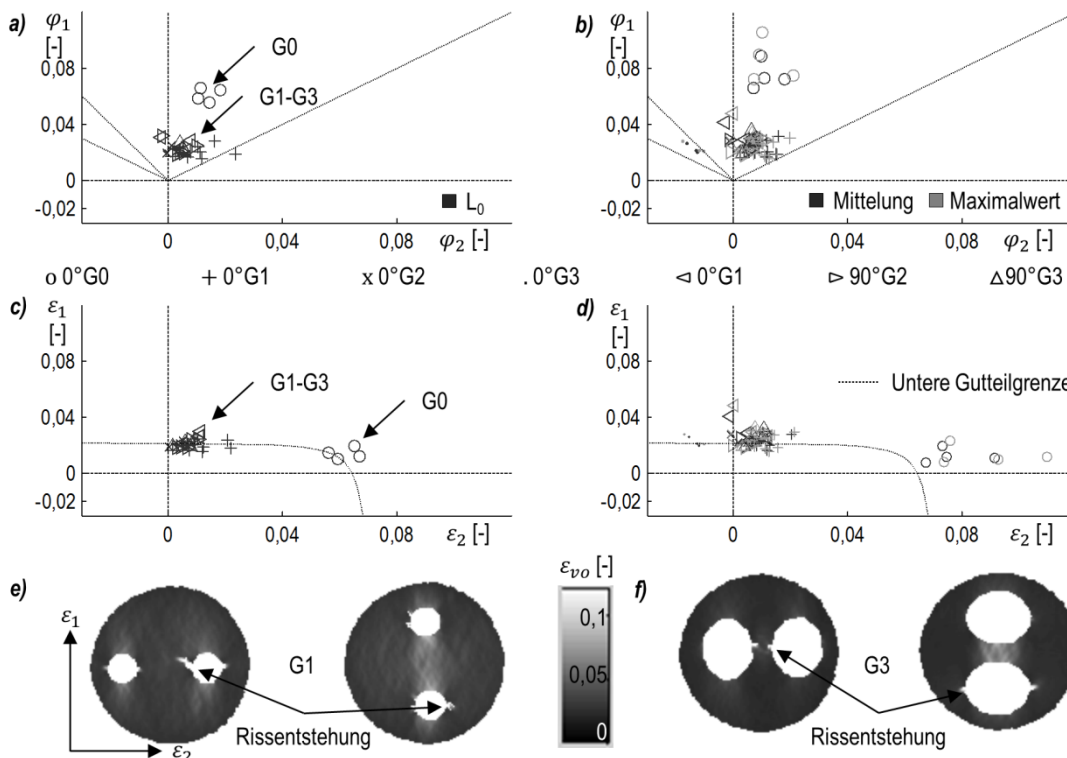 a) φ₁ [-]
0,08
0,04
0
-0,02
0 0,04 0,08
φ₂ [-]
G0
G1-G3
L₀
b) φ₁ [-]
0,08
0,04
0
-0,02
0 0,04 0,08
φ₂ [-]
Mittelung Maximalwert
o 0°G0 + 0°G1 x 0°G2 . 0°G3 ⊲ 0°G1 ⊳ 90°G2 Δ90°G3
c) ε₁ [-]
0,08
0,04
0
-0,02
0 0,04 0,08
ε₂ [-]
G1-G3
G0
d) ε₁ [-]
0,08
0,04
0
-0,02
0 0,04 0,08
ε₂ [-]
Untere Gutteilgrenze
e)
ε₁
ε₂
G1
Rissentstehung
εᵥₒ [-]
0,1
0,05
0
f)
G3
Rissentstehung